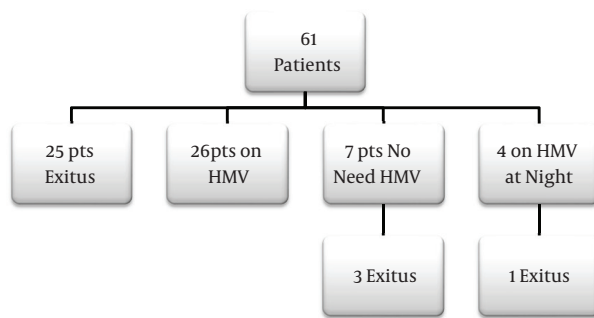 61
Patients
25 pts
Exitus
26pts on
HMV
7 pts No
Need HMV
4 on HMV
at Night
3 Exitus
1 Exitus